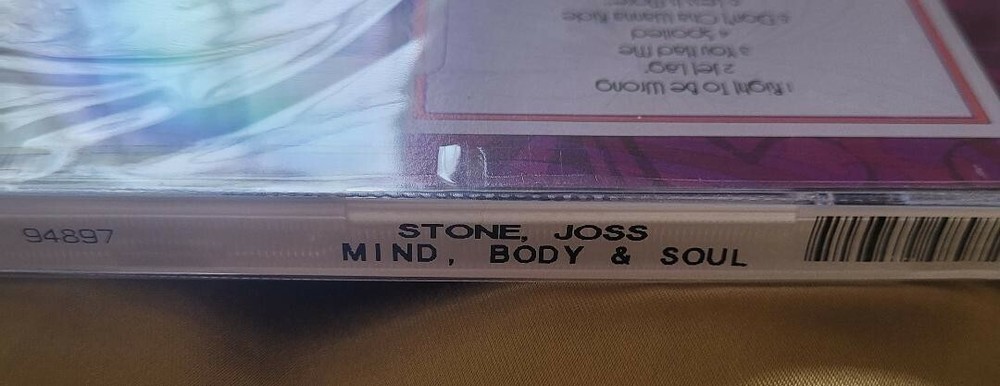 94897
STONE, JOSS
MIND, BODY & SOUL
1 Right To Be Wrong
2 Jet Lag
3 You Had Me
4 Spoiled
5 Don't Cha Wanna Ride